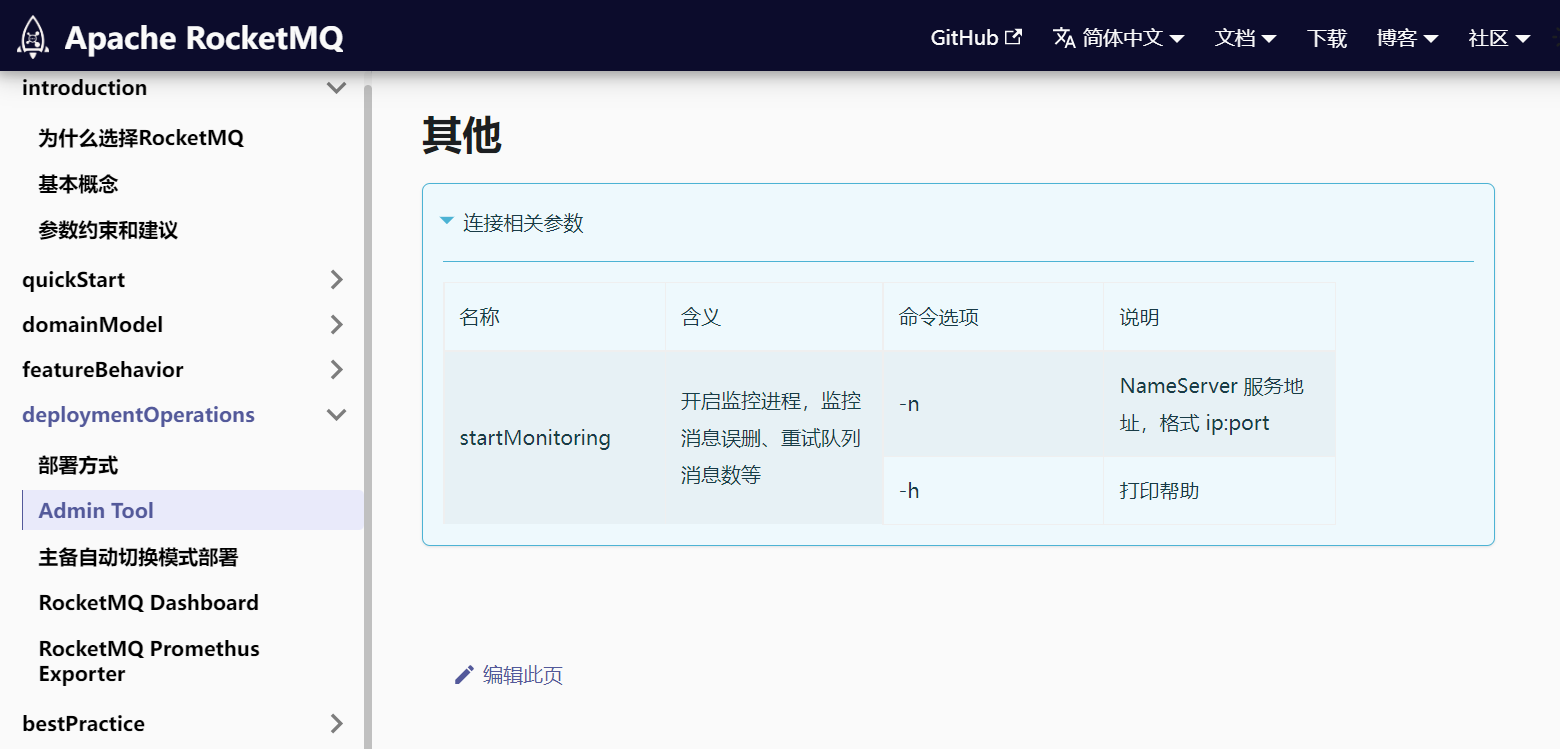 Apache RocketMQ
GitHub 简体中文 文档 下载 博客 社区
introduction
为什么选择RocketMQ
基本概念
参数约束和建议
quickStart
domainModel
featureBehavior
deploymentOperations
部署方式
Admin Tool
主备自动切换模式部署
RocketMQ Dashboard
RocketMQ Promethus
Exporter
bestPractice
其他
连接相关参数
名称 含义 命令选项 说明
startMonitoring
开启监控进程，监控
消息误删、重试队列
消息数等
-n
NameServer 服务地
址，格式 ip:port
-h
打印帮助
编辑此页